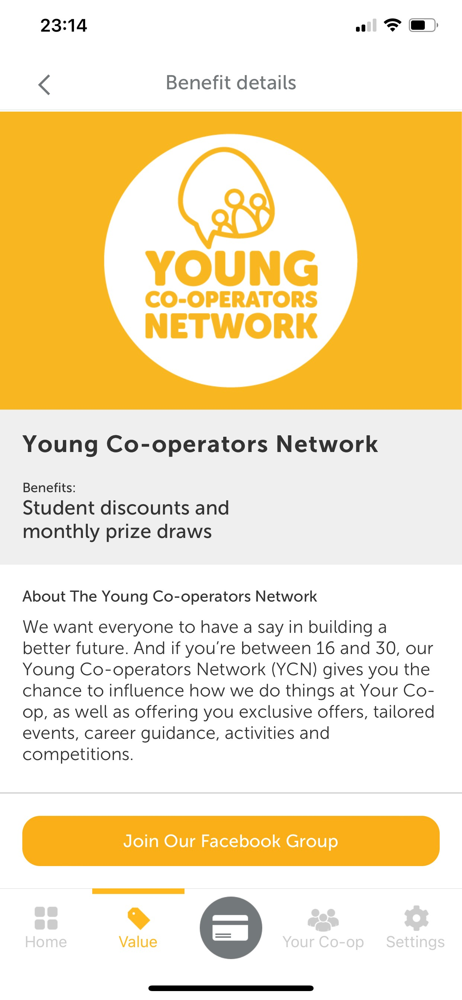 23:14
Benefit details
YOUNG
CO-OPERATORS
NETWORK
Young Co-operators Network
Benefits:
Student discounts and
monthly prize draws
About The Young Co-operators Network
We want everyone to have a say in building a
better future. And if you’re between 16 and 30, our
Young Co-operators Network (YCN) gives you the
chance to influence how we do things at Your Co-
op, as well as offering you exclusive offers, tailored
events, career guidance, activities and
competitions.
Join Our Facebook Group
Home
Value
Your Co-op
Settings